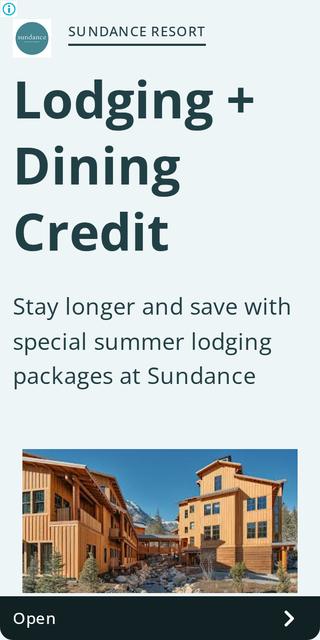 sundance
SUNDANCE RESORT
Lodging +
Dining
Credit
Stay longer and save with
special summer lodging
packages at Sundance
Open